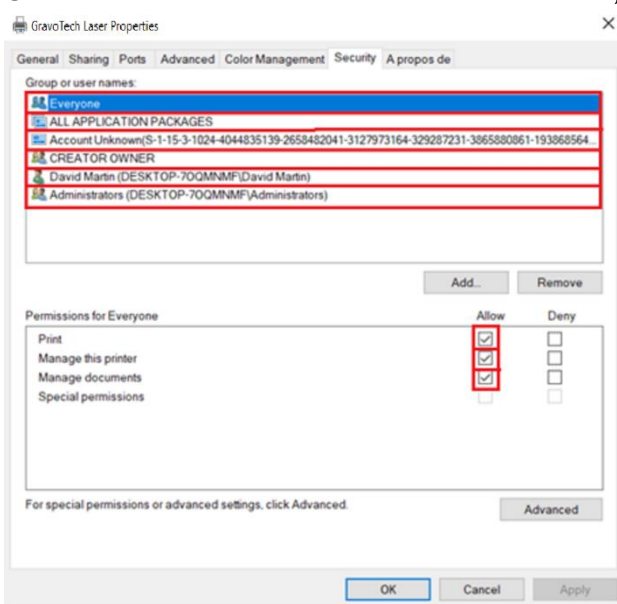 GravoTech Laser Properties
General Sharing Ports Advanced Color Management Security A propos de
Group or user names:
Everyone
ALL APPLICATION PACKAGES
Account Unknown(S-1-15-3-1024-4044835139-2658482041-3127973164-329287231-3865880861-193868564...
CREATOR OWNER
David Martin (DESKTOP-7OQMNMF\David Martin)
Administrators (DESKTOP-7OQMNMF\Administrators)
Add... Remove
Permissions for Everyone Allow Deny
Print
Manage this printer
Manage documents
Special permissions
For special permissions or advanced settings, click Advanced.
Advanced
OK Cancel Apply